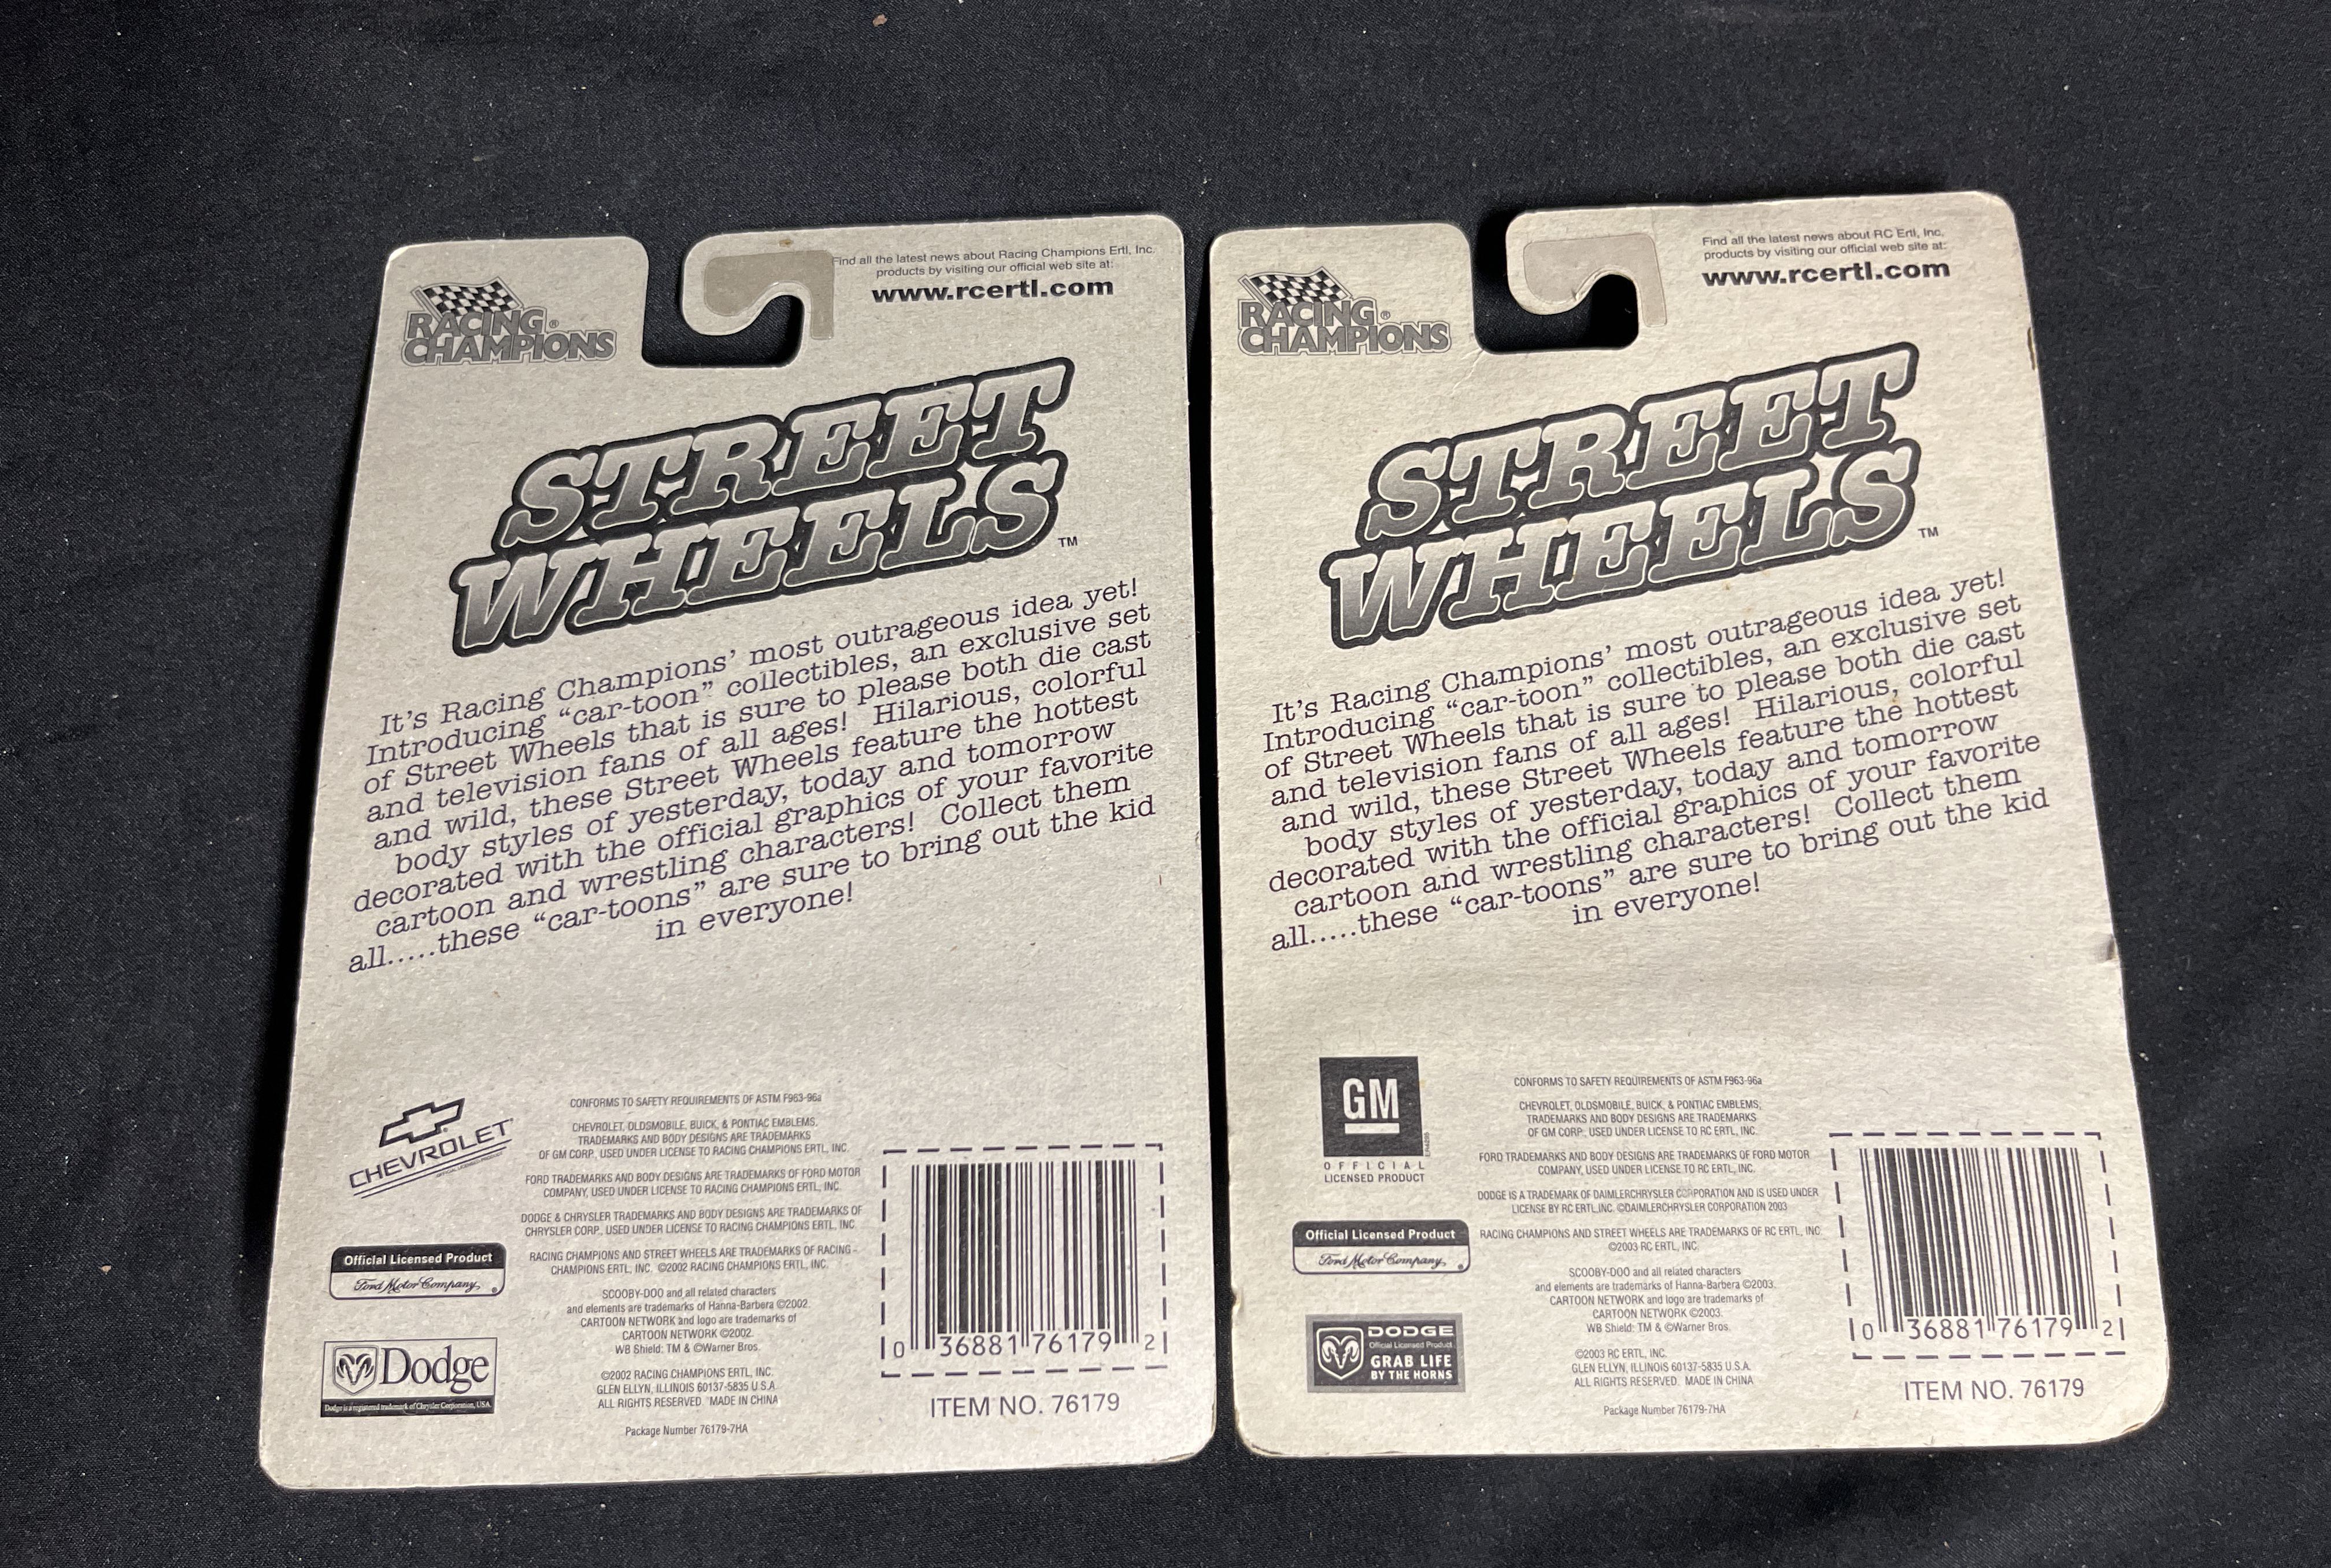 RACING®
CHAMPIONS
Find all the latest news about Racing Champions Ertl, Inc.
products by visiting our official web site at:
www.rcertl.com
STREET
WHEELS™
It's Racing Champions' most outrageous idea yet!
Introducing "car-toon" collectibles, an exclusive set
of Street Wheels that is sure to please both die cast
and television fans of all ages! Hilarious, colorful
and wild, these Street Wheels feature the hottest
body styles of yesterday, today and tomorrow
decorated with the official graphics of your favorite
cartoon and wrestling characters! Collect them
all.....these "car-toons" are sure to bring out the kid
in everyone!
CHEVROLET
Official Licensed Product
Ford Motor Company
Dodge
Dodge is a registered trademark of Chrysler Corporation, USA.
CONFORMS TO SAFETY REQUIREMENTS OF ASTM F963-96a
CHEVROLET, OLDSMOBILE, BUICK, & PONTIAC EMBLEMS,
TRADEMARKS AND BODY DESIGNS ARE TRADEMARKS
OF GM CORP., USED UNDER LICENSE TO RACING CHAMPIONS ERTL, INC.
FORD TRADEMARKS AND BODY DESIGNS ARE TRADEMARKS OF FORD MOTOR
COMPANY, USED UNDER LICENSE TO RACING CHAMPIONS ERTL, INC.
DODGE & CHRYSLER TRADEMARKS AND BODY DESIGNS ARE TRADEMARKS OF
CHRYSLER CORP., USED UNDER LICENSE TO RACING CHAMPIONS ERTL, INC.
RACING CHAMPIONS AND STREET WHEELS ARE TRADEMARKS OF RACING
CHAMPIONS ERTL, INC. ©2002 RACING CHAMPIONS ERTL, INC.
SCOOBY-DOO and all related characters
and elements are trademarks of Hanna-Barbera ©2002.
CARTOON NETWORK and logo are trademarks of
CARTOON NETWORK ©2002.
WB Shield: TM & ©Warner Bros.
©2002 RACING CHAMPIONS ERTL, INC.
GLEN ELLYN, ILLINOIS 60137-5835 U.S.A.
ALL RIGHTS RESERVED. MADE IN CHINA
Package Number 76179-7HA
0 36881 76179 2
ITEM NO. 76179
RACING®
CHAMPIONS
Find all the latest news about RC Ertl, Inc.
products by visiting our official web site at:
www.rcertl.com
STREET
WHEELS™
It's Racing Champions' most outrageous idea yet!
Introducing "car-toon" collectibles, an exclusive set
of Street Wheels that is sure to please both die cast
and television fans of all ages! Hilarious, colorful
and wild, these Street Wheels feature the hottest
body styles of yesterday, today and tomorrow
decorated with the official graphics of your favorite
cartoon and wrestling characters! Collect them
all.....these "car-toons" are sure to bring out the kid
in everyone!
GM
OFFICIAL
LICENSED PRODUCT
Official Licensed Product
Ford Motor Company
DODGE
Official Licensed Product
GRAB LIFE
BY THE HORNS
CONFORMS TO SAFETY REQUIREMENTS OF ASTM F963-96a
CHEVROLET, OLDSMOBILE, BUICK, & PONTIAC EMBLEMS,
TRADEMARKS AND BODY DESIGNS ARE TRADEMARKS
OF GM CORP., USED UNDER LICENSE TO RC ERTL, INC.
FORD TRADEMARKS AND BODY DESIGNS ARE TRADEMARKS OF FORD MOTOR
COMPANY, USED UNDER LICENSE TO RC ERTL, INC.
DODGE IS A TRADEMARK OF DAIMLERCHRYSLER CORPORATION AND IS USED UNDER
LICENSE BY RC ERTL,INC. ©DAIMLERCHRYSLER CORPORATION 2003
RACING CHAMPIONS AND STREET WHEELS ARE TRADEMARKS OF RC ERTL, INC.
©2003 RC ERTL, INC.
SCOOBY-DOO and all related characters
and elements are trademarks of Hanna-Barbera ©2003.
CARTOON NETWORK and logo are trademarks of
CARTOON NETWORK ©2003.
WB Shield: TM & ©Warner Bros.
©2003 RC ERTL, INC.
GLEN ELLYN, ILLINOIS 60137-5835 U.S.A.
ALL RIGHTS RESERVED. MADE IN CHINA
Package Number 76179-7HA
0 36881 76179 2
ITEM NO. 76179